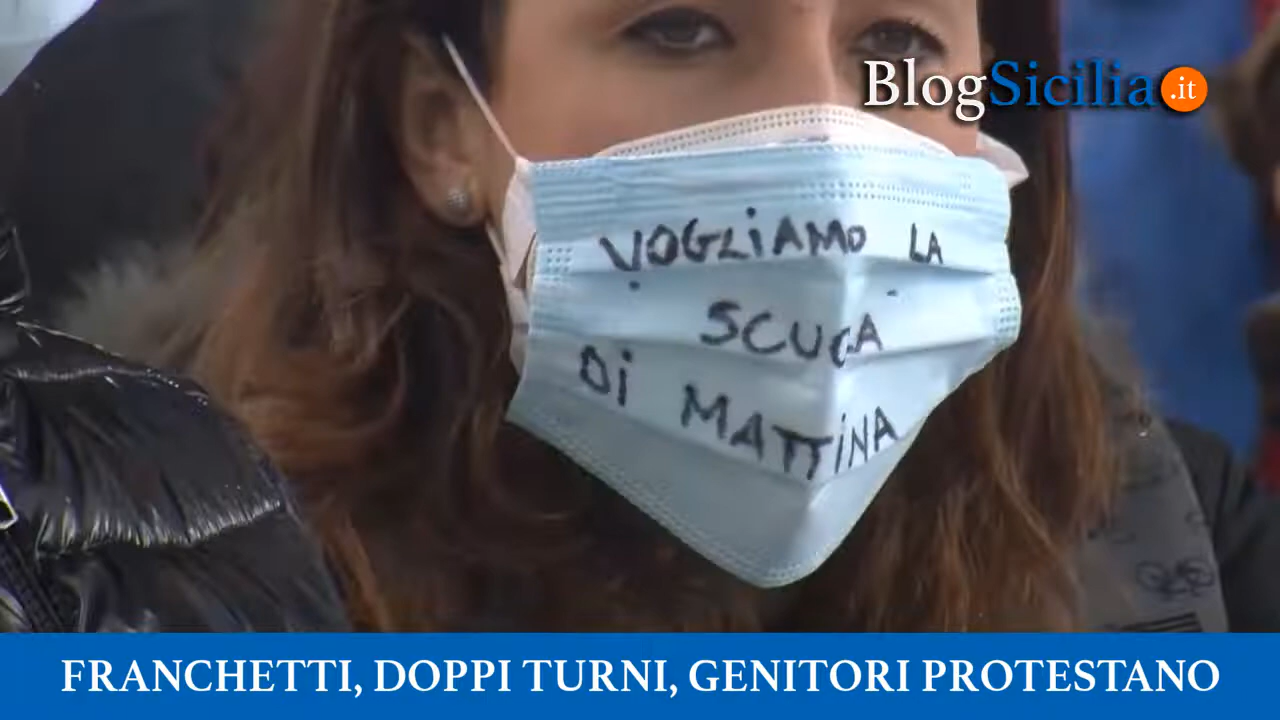 BlogSicilia.it
VOGLiAMO LA
SCUOLA
Di MATTiNA
FRANCHETTI, DOPPI TURNI, GENITORI PROTESTANO